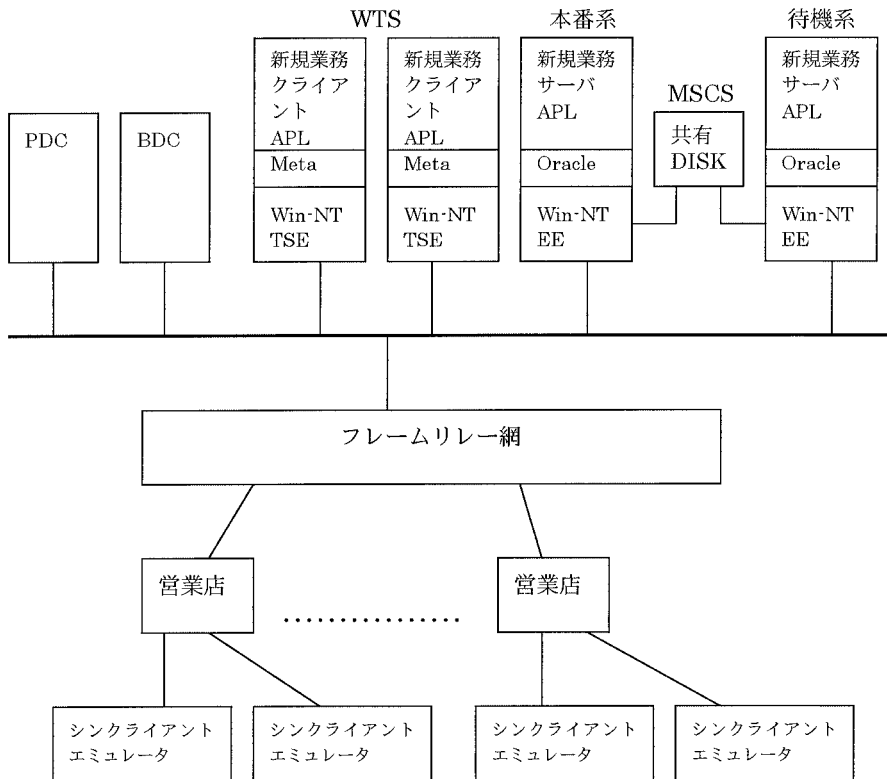 WTS
本番系
待機系
PDC
BDC
新規業務
クライア
ント
APL
Meta
Win-NT
TSE
新規業務
クライア
ント
APL
Meta
Win-NT
TSE
新規業務
サーバ
APL
Oracle
Win-NT
EE
MSCS
共有
DISK
新規業務
サーバ
APL
Oracle
Win-NT
EE
フレームリレー網
営業店
営業店
シンクライアント
エミュレータ
シンクライアント
エミュレータ
シンクライアント
エミュレータ
シンクライアント
エミュレータ